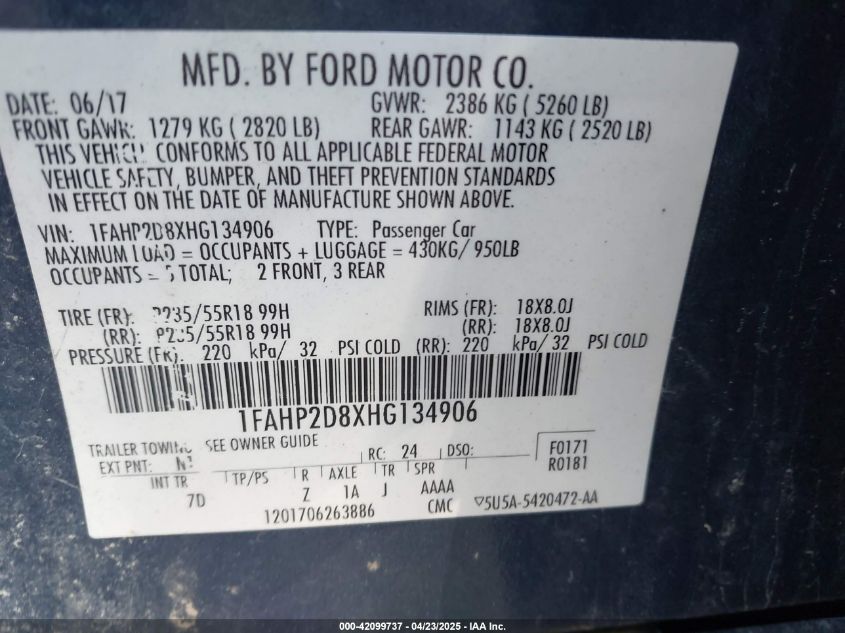 MFD. BY FORD MOTOR CO.
DATE: 06/17 GVWR: 2386 KG ( 5260 LB)
FRONT GAWR: 1279 KG ( 2820 LB) REAR GAWR: 1143 KG ( 2520 LB)
THIS VEHICLE CONFORMS TO ALL APPLICABLE FEDERAL MOTOR
VEHICLE SAFETY, BUMPER, AND THEFT PREVENTION STANDARDS
IN EFFECT ON THE DATE OF MANUFACTURE SHOWN ABOVE.
VIN: 1FAHP2D8XHG134906 TYPE: Passenger Car
MAXIMUM LOAD = OCCUPANTS + LUGGAGE = 430KG/ 950LB
OCCUPANTS = 5 TOTAL; 2 FRONT, 3 REAR
TIRE (FR): P235/55R18 99H RIMS (FR): 18X8.0J
(RR): P235/55R18 99H (RR): 18X8.0J
PRESSURE (FR): 220 kPa/ 32 PSI COLD (RR): 220 kPa/ 32 PSI COLD
1FAHP2D8XHG134906
TRAILER TOWING SEE OWNER GUIDE
RC: 24 DSO: F0171
EXT PNT: R0181
INT TR TP/PS R AXLE TR SPR
7D Z 1A J AAAA
1201706263886 CMC ▽5U5A-5420472-AA
000-42099737 - 04/23/2025 - IAA Inc.